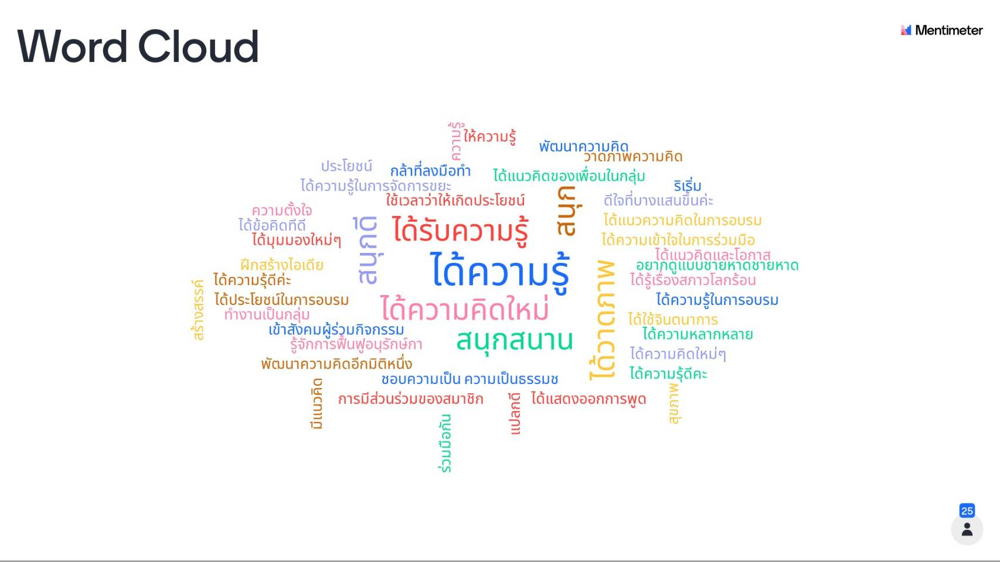 Word Cloud
Mentimeter
ความรู้
ให้ความรู้
พัฒนาความคิด
วาดภาพความคิด
ประโยชน์
กล้าที่ลงมือทำ
ได้แนวคิดของเพื่อนในกลุ่ม
ได้ความรู้ในการจัดการขยะ
ริเริ่ม
สนุก
ใช้เวลาว่าให้เกิดประโยชน์
ดีใจที่บางแสนขึ้นค่ะ
ความตั้งใจ
ได้ข้อคิดทีดี
สนุกดี
ได้รับความรู้
ได้แนวความคิดในการอบรม
ได้มุมมองใหม่ๆ
ได้ความเข้าใจในการร่วมมือ
ได้แนวคิดและโอกาส
ฝึกสร้างไอเดีย
ได้ความรู้
อยากดูแบบชายหาดชายหาด
ได้ความรุ้ดีค่ะ
ได้วาดภาพ
ได้รู้เรื่องสภาวโลกร้อน
สร้างสรรค์
ได้ประโยชน์ในการอบรม
ได้ความคิดใหม่
ได้ความรู้ในการอบรม
ทำงานเป็นกลุ่ม
ได้ใช้จินตนาการ
เข้าสังคมผู้ร่วมกิจกรรม
สนุกสนาน
ได้ความหลากหลาย
รู้จักการฟื้นฟูอนุรักษ์กา
ได้ความคิดใหม่ๆ
พัฒนาความคิดอีกมิติหนึ่ง
ได้ความรุ้ดีคะ
ชอบความเป็น ความเป็นธรรมช
มีแนวคิด
การมีส่วนร่วมของสมาชิก
แปลกดี
ได้แสดงออกการพูด
สุขภาพ
ร่วมมือกัน
25